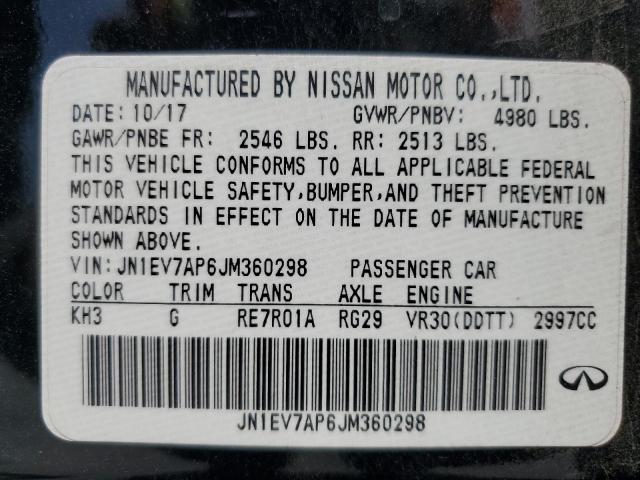 MANUFACTURED BY NISSAN MOTOR CO.,LTD.
DATE: 10/17 GVWR/PNBV: 4980 LBS.
GAWR/PNBE FR: 2546 LBS. RR: 2513 LBS.
THIS VEHICLE CONFORMS TO ALL APPLICABLE FEDERAL
MOTOR VEHICLE SAFETY,BUMPER,AND THEFT PREVENTION
STANDARDS IN EFFECT ON THE DATE OF MANUFACTURE
SHOWN ABOVE.
VIN:JN1EV7AP6JM360298 PASSENGER CAR
COLOR TRIM TRANS AXLE ENGINE
KH3 G RE7R01A RG29 VR30(DDTT) 2997CC
JN1EV7AP6JM360298